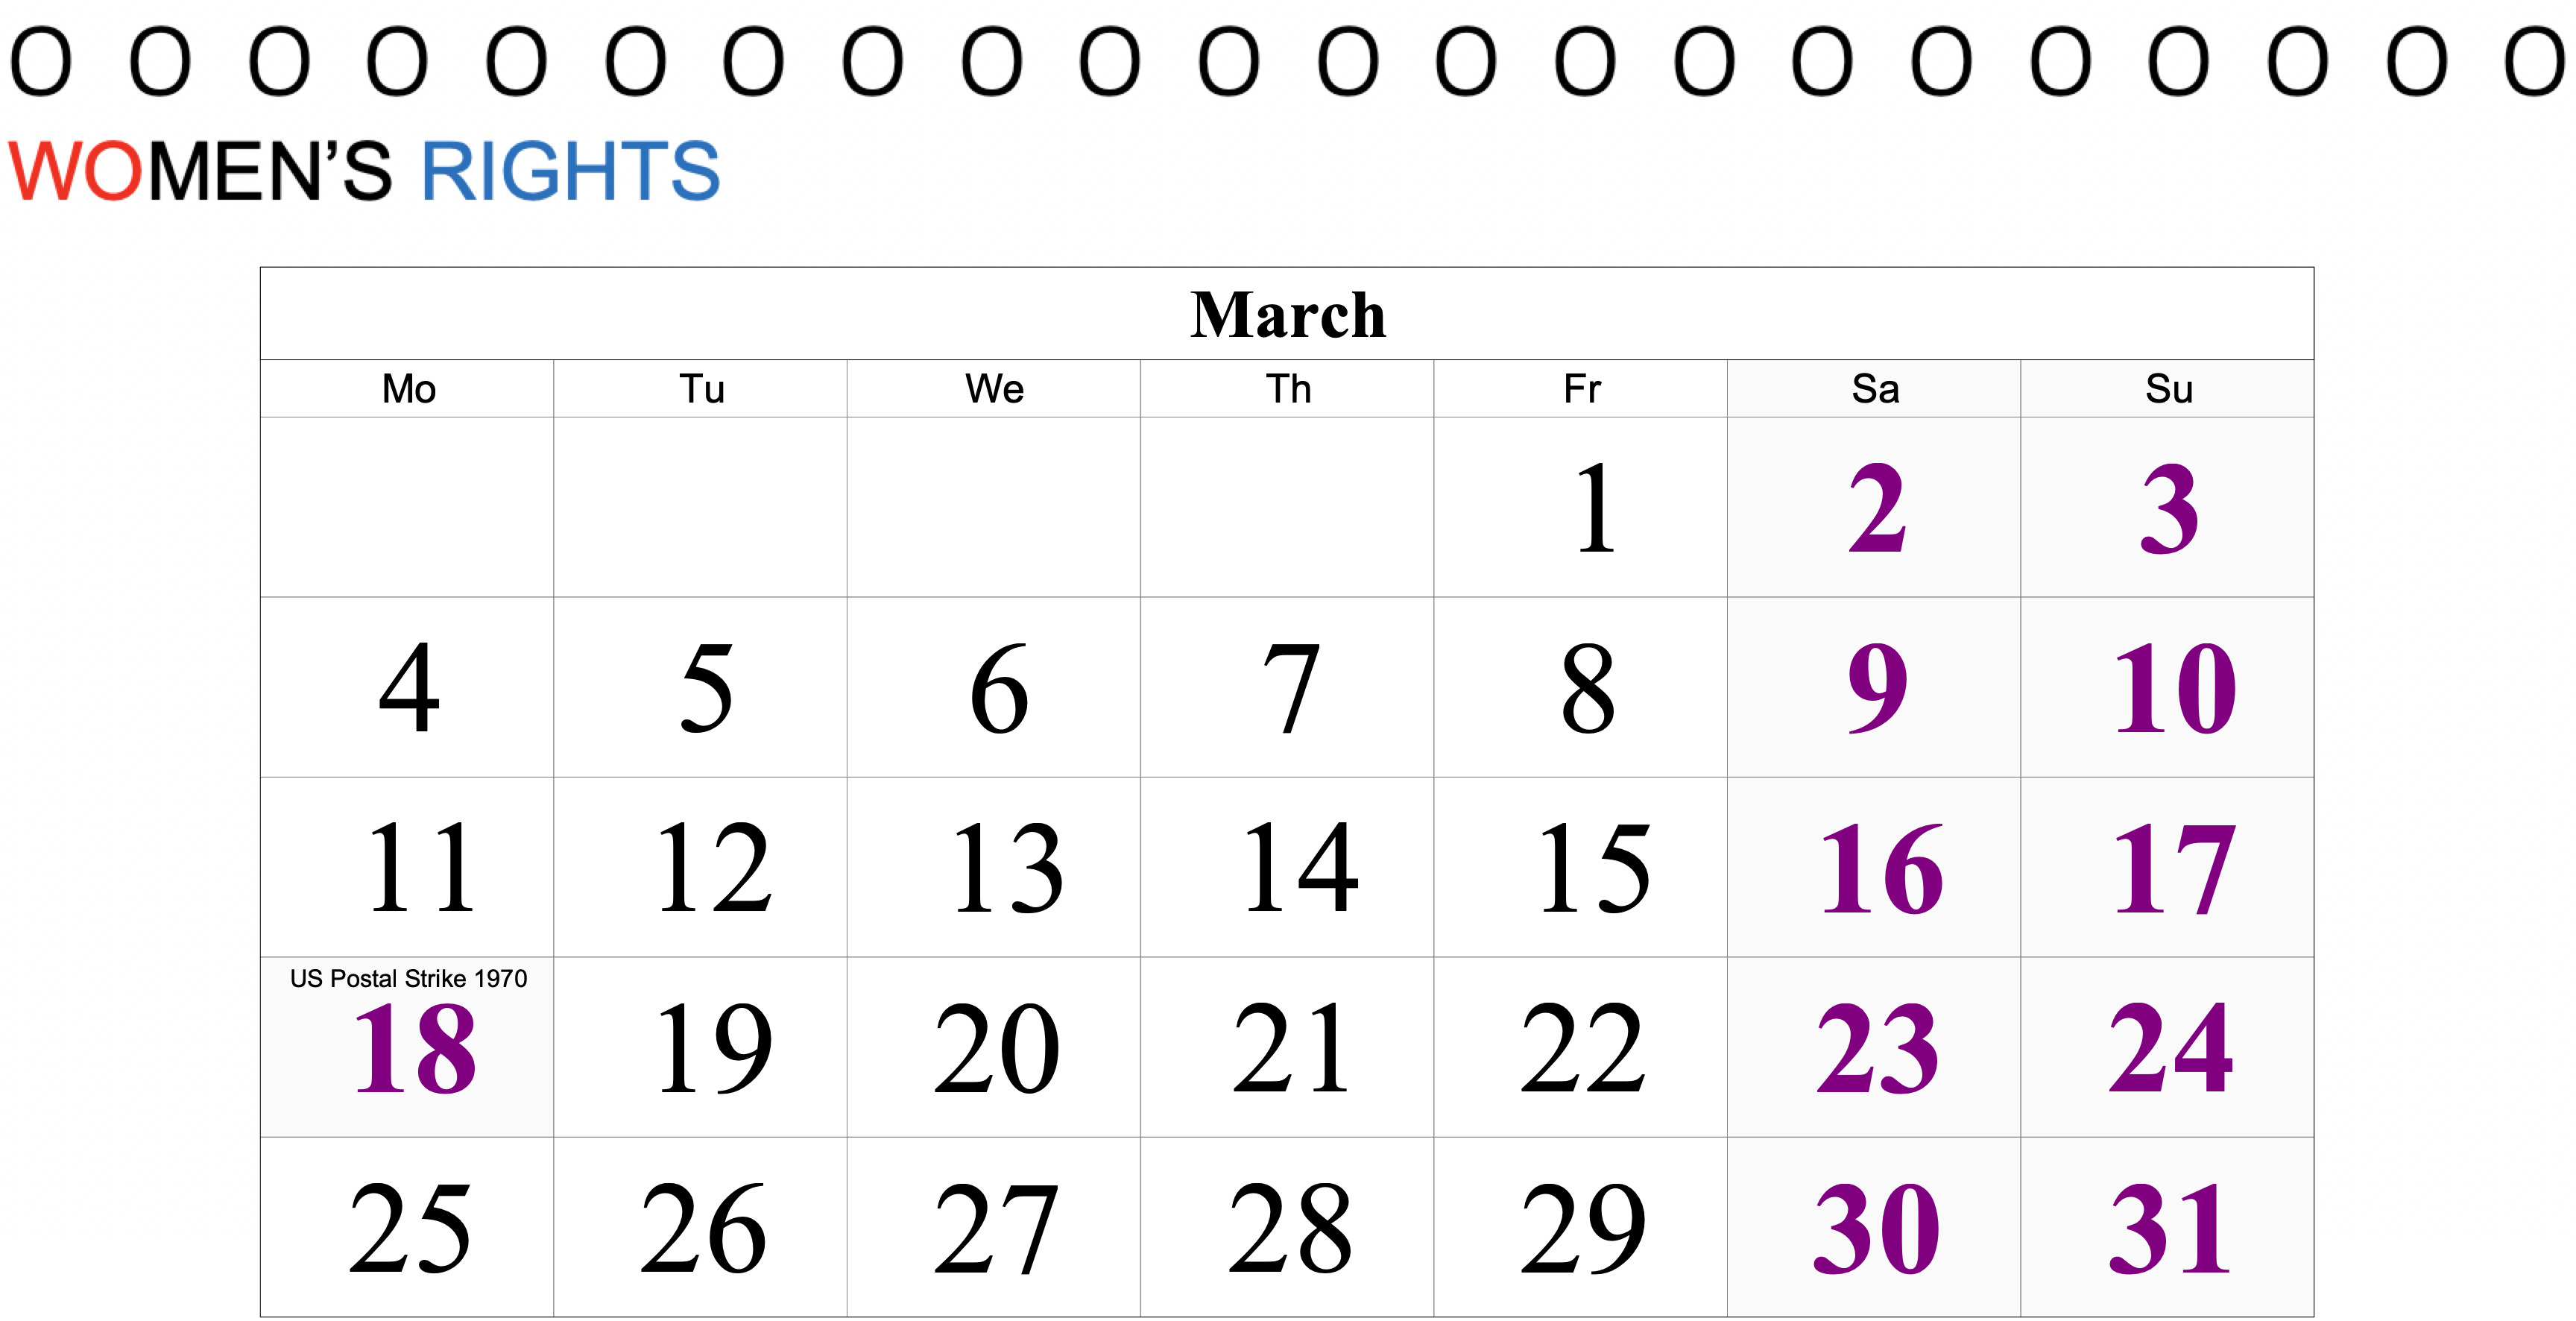 O O O O O O O O O O O O O O O O O O O O O O
WOMEN’S RIGHTS
March
Mo Tu We Th Fr Sa Su
1 2 3
4 5 6 7 8 9 10
11 12 13 14 15 16 17
US Postal Strike 1970
18 19 20 21 22 23 24
25 26 27 28 29 30 31